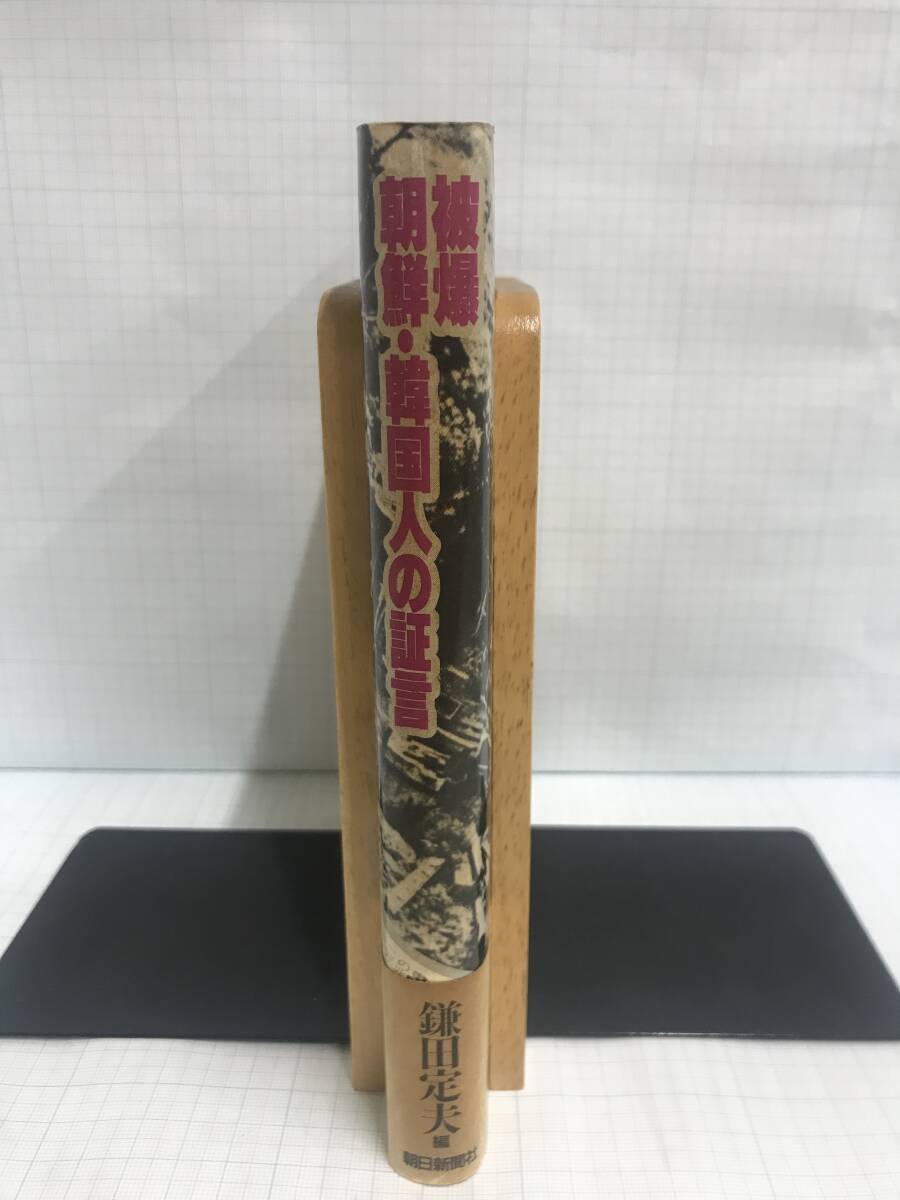 被爆
朝鮮・韓国人の証言
鎌田定夫
編
朝日新聞社